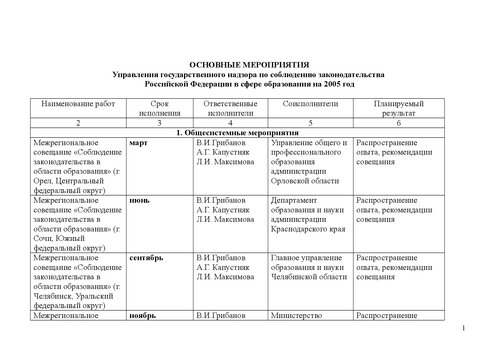 ОСНОВНЫЕ МЕРОПРИЯТИЯ
Управления государственного надзора по соблюдению законодательства
Российской Федерации в сфере образования на 2005 год
Наименование работ
Срок
исполнения
Ответственные
исполнители
Соисполнители
Планируемый
результат
2
3
4
5
6
1. Общесистемные мероприятия
Межрегиональное
совещание «Соблюдение
законодательства в
области образования» (г.
Орел, Центральный
федеральный округ)
март
В.И.Грибанов
А.Г. Капустняк
Л.И. Максимова
Управление общего и
профессионального
образования
администрации
Орловской области
Распространение
опыта, рекомендации
совещания
Межрегиональное
совещание «Соблюдение
законодательства в
области образования» (г.
Сочи, Южный
федеральный округ)
июнь
В.И.Грибанов
А.Г. Капустняк
Л.И. Максимова
Департамент
образования и науки
администрации
Краснодарского края
Распространение
опыта, рекомендации
совещания
Межрегиональное
совещание «Соблюдение
законодательства в
области образования» (г.
Челябинск, Уральский
федеральный округ)
сентябрь
В.И.Грибанов
А.Г. Капустняк
Л.И. Максимова
Главное управление
образования и науки
Челябинской области
Распространение
опыта, рекомендации
совещания
Межрегиональное
ноябрь
В.И.Грибанов
Министерство
Распространение
1